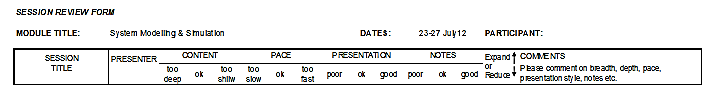 SESSION REVIEW FORM
MODULE TITLE: System Modelling & Simulation DATES: 23-27 July12 PARTICIPANT:
SESSION TITLE PRESENTER CONTENT PACE PRESENTATION NOTES Expand or Reduce COMMENTS
too deep ok too shllw too slow ok too fast poor ok good poor ok good Please comment on breadth, depth, pace,
presentation style, notes etc.